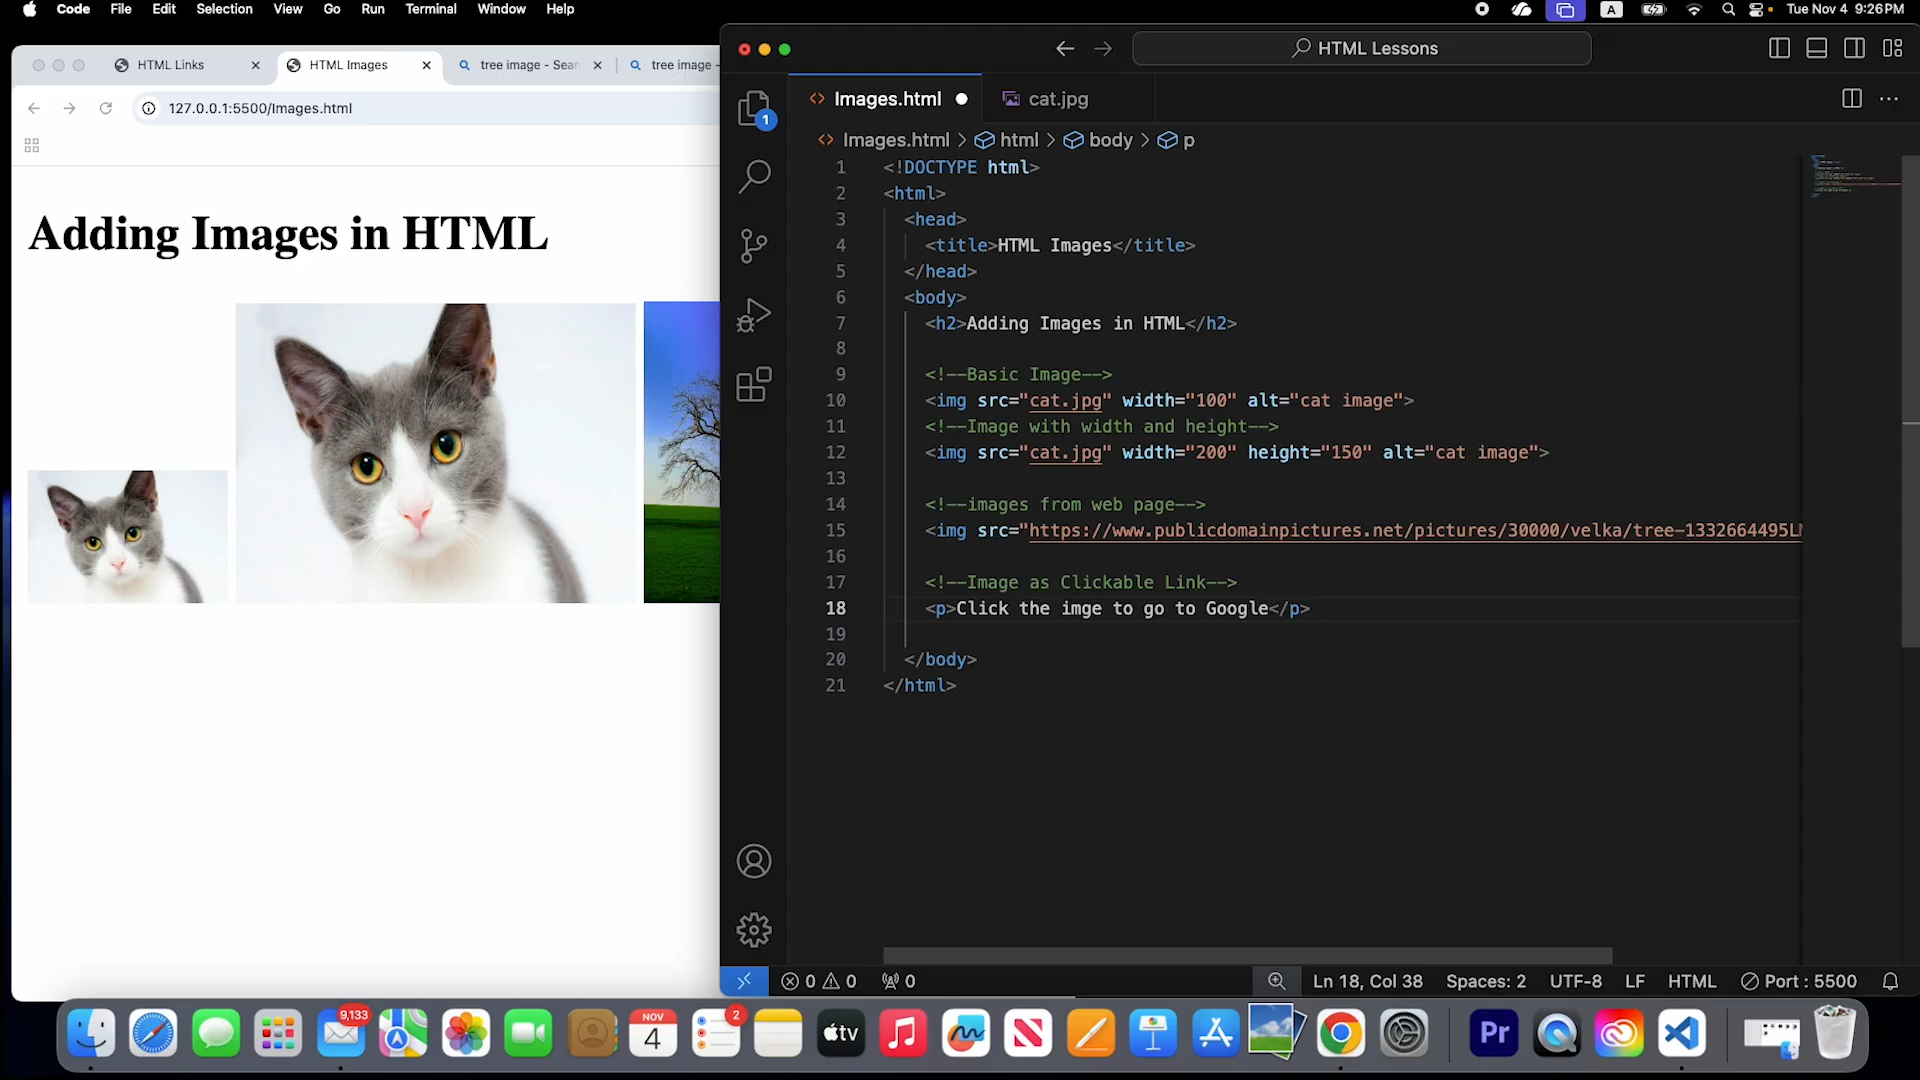 Code File Edit Selection View Go Run Terminal Window Help
A Tue Nov 4 9:26 PM
HTML Links HTML Images tree image - Sear tree image -
127.0.0.1:5500/Images.html
Adding Images in HTML
HTML Lessons
Images.html cat.jpg
1
Images.html > html > body > p
1 <!DOCTYPE html>
2 <html>
3 <head>
4 <title>HTML Images</title>
5 </head>
6 <body>
7 <h2>Adding Images in HTML</h2>
8
9 <!--Basic Image-->
10 <img src="cat.jpg" width="100" alt="cat image">
11 <!--Image with width and height-->
12 <img src="cat.jpg" width="200" height="150" alt="cat image">
13
14 <!--images from web page-->
15 <img src="https://www.publicdomainpictures.net/pictures/30000/velka/tree-1332664495L
16
17 <!--Image as Clickable Link-->
18 <p>Click the imge to go to Google</p>
19
20 </body>
21 </html>
0 0 0 Ln 18, Col 38 Spaces: 2 UTF-8 LF HTML Port : 5500
9,133 NOV 4 2 tv Pr